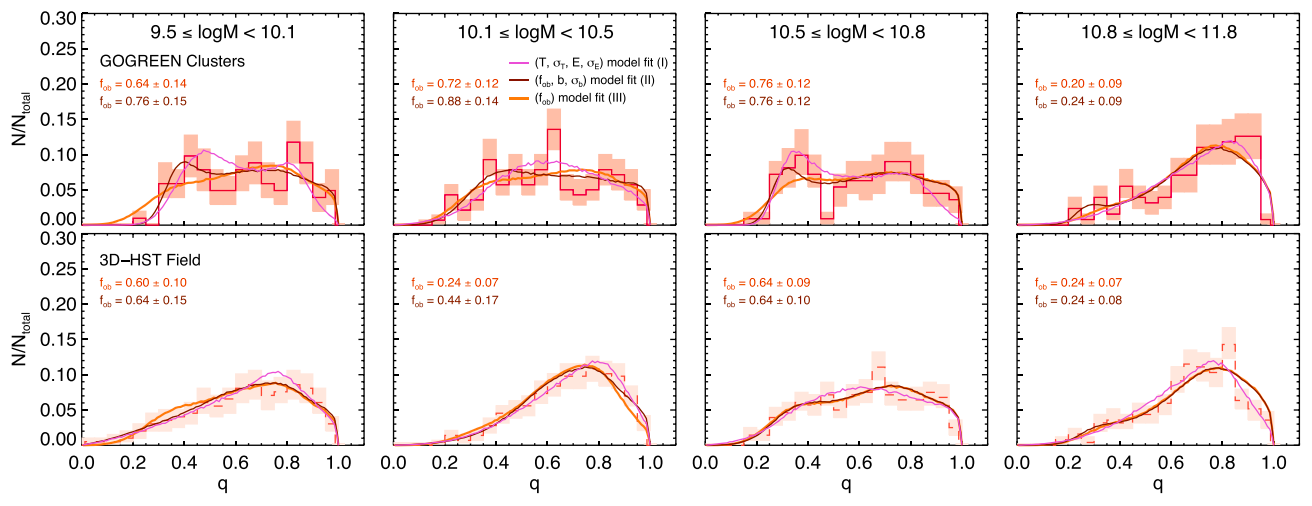 9.5 ≤ logM < 10.1
10.1 ≤ logM < 10.5
10.5 ≤ logM < 10.8
10.8 ≤ logM < 11.8
GOGREEN Clusters
(T, σ_T, E, σ_E) model fit (I)
(f_ob, b, σ_b) model fit (II)
(f_ob) model fit (III)
f_ob = 0.64 ± 0.14
f_ob = 0.76 ± 0.15
f_ob = 0.72 ± 0.12
f_ob = 0.88 ± 0.14
f_ob = 0.76 ± 0.12
f_ob = 0.76 ± 0.12
f_ob = 0.20 ± 0.09
f_ob = 0.24 ± 0.09
N/N_total
0.30
0.25
0.20
0.15
0.10
0.05
0.00
3D−HST Field
f_ob = 0.60 ± 0.10
f_ob = 0.64 ± 0.15
f_ob = 0.24 ± 0.07
f_ob = 0.44 ± 0.17
f_ob = 0.64 ± 0.09
f_ob = 0.64 ± 0.10
f_ob = 0.24 ± 0.07
f_ob = 0.24 ± 0.08
N/N_total
0.30
0.25
0.20
0.15
0.10
0.05
0.00
0.0 0.2 0.4 0.6 0.8 1.0
0.0 0.2 0.4 0.6 0.8 1.0
0.0 0.2 0.4 0.6 0.8 1.0
0.0 0.2 0.4 0.6 0.8 1.0
q
q
q
q